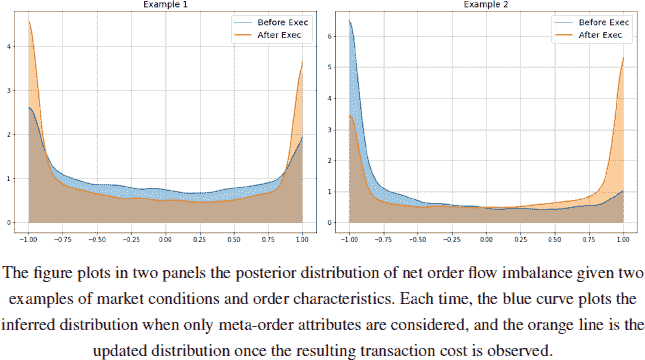 Example 1
Before Exec
After Exec
4
3
2
1
0
-1.00 -0.75 -0.50 -0.25 0.00 0.25 0.50 0.75 1.00
Example 2
Before Exec
After Exec
6
5
4
3
2
1
0
-1.00 -0.75 -0.50 -0.25 0.00 0.25 0.50 0.75 1.00
The figure plots in two panels the posterior distribution of net order flow imbalance given two
examples of market conditions and order characteristics. Each time, the blue curve plots the
inferred distribution when only meta-order attributes are considered, and the orange line is the
updated distribution once the resulting transaction cost is observed.